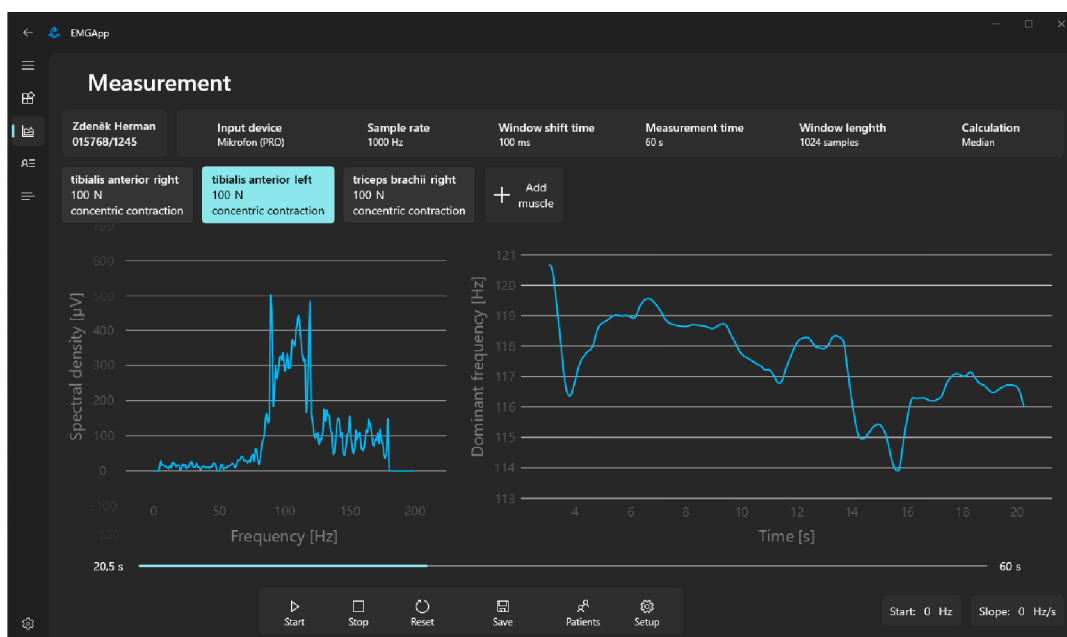 EMGApp
Measurement
Zdeněk Herman
015768/1245
Input device
Mikrofon (PRO)
Sample rate
1000 Hz
Window shift time
100 ms
Measurement time
60 s
Window lenghth
1024 samples
Calculation
Median
tibialis anterior right
100 N
concentric contraction
tibialis anterior left
100 N
concentric contraction
triceps brachii right
100 N
concentric contraction
Add
muscle
700
600
500
400
300
200
100
0
-100
-200
Spectral density [µV]
0 50 100 150 200
Frequency [Hz]
121
120
119
118
117
116
115
114
113
Dominant frequency [Hz]
4 6 8 10 12 14 16 18 20
Time [s]
20,5 s
60 s
Start
Stop
Reset
Save
Patients
Setup
Start: 0 Hz
Slope: 0 Hz/s